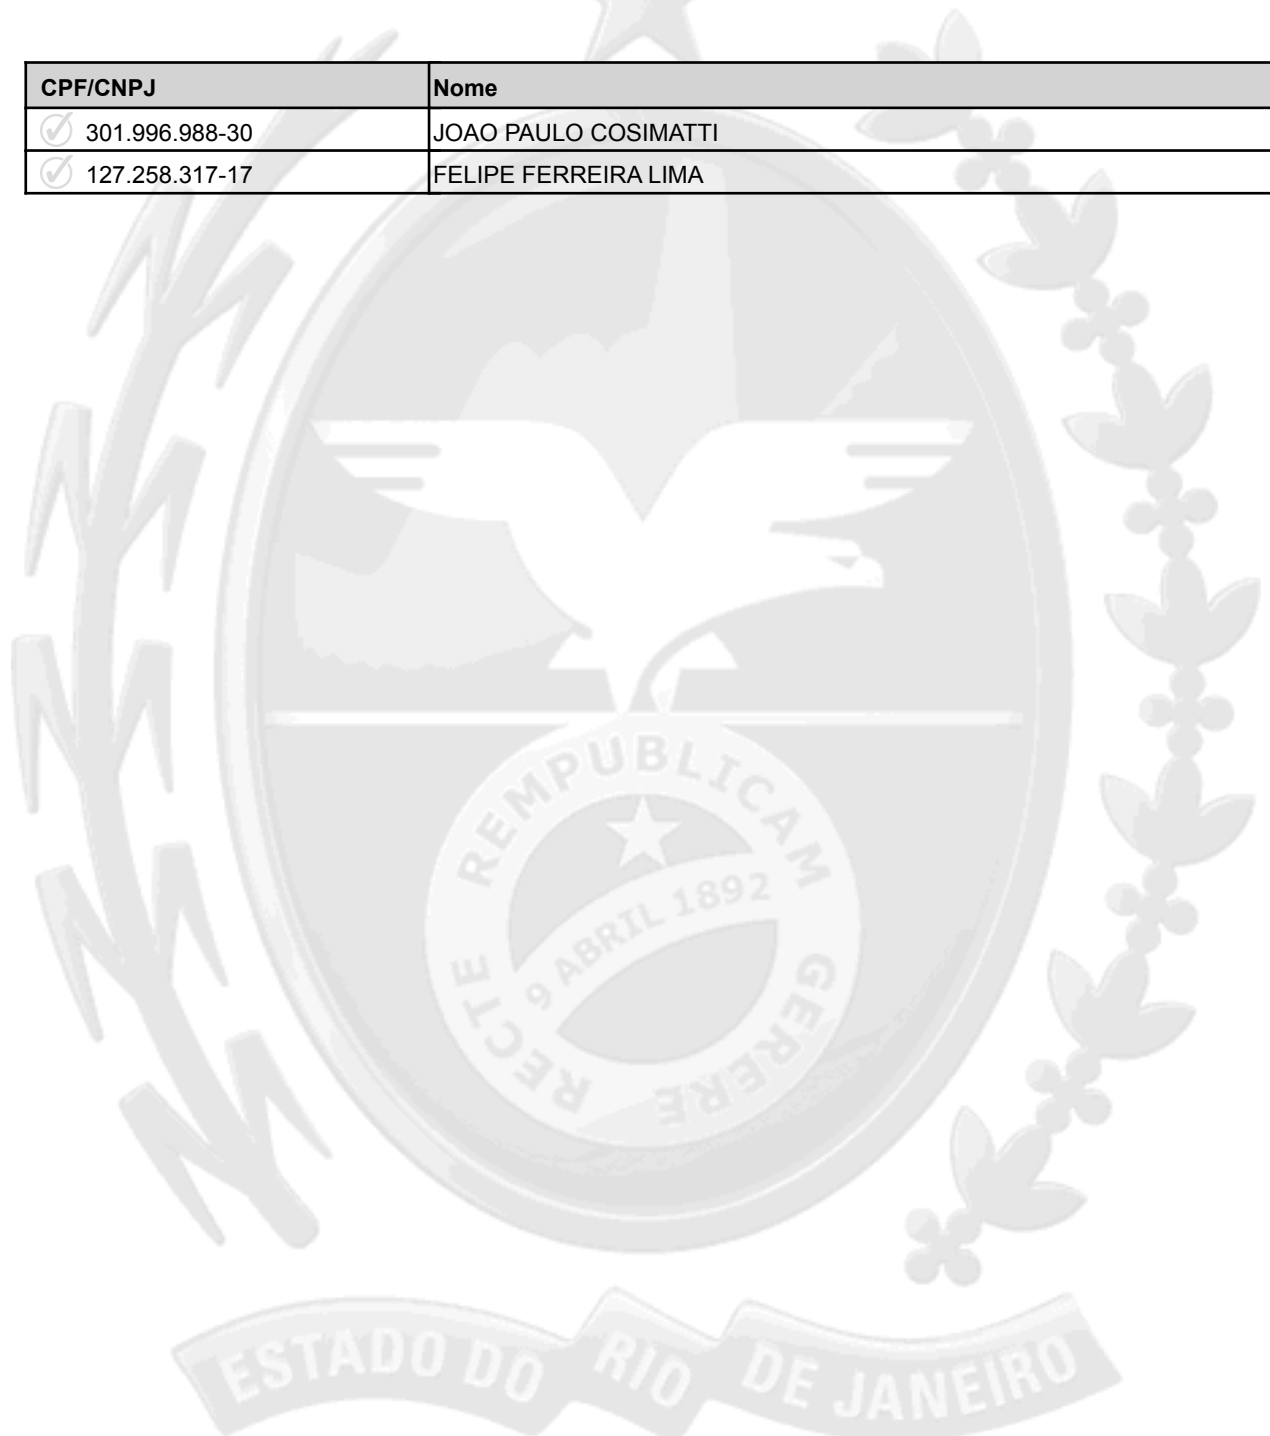 CPF/CNPJ Nome
301.996.988-30 JOAO PAULO COSIMATTI
127.258.317-17 FELIPE FERREIRA LIMA
REMPUBLICAM
9 ABRIL 1892
RECTE GERERE
ESTADO DO RIO DE JANEIRO